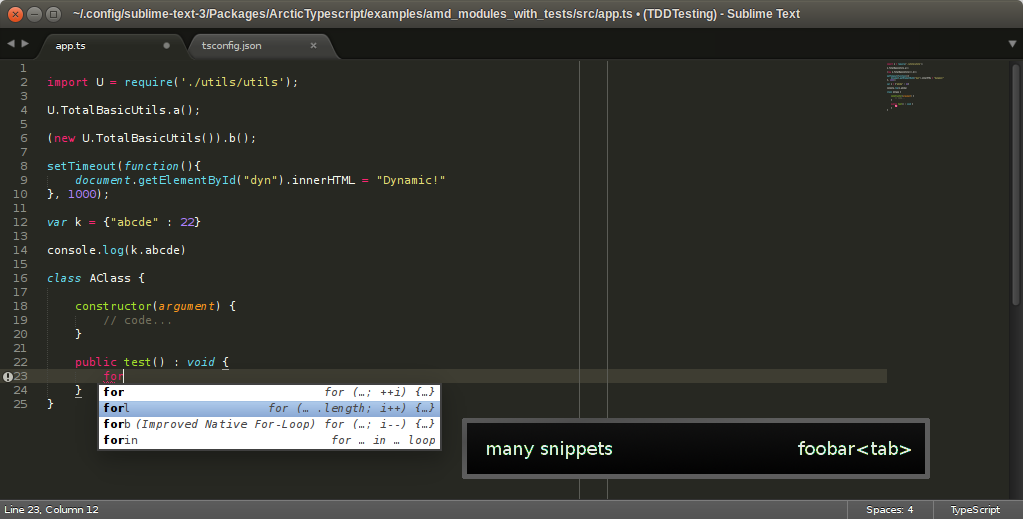 ~/.config/sublime-text-3/Packages/ArcticTypescript/examples/amd_modules_with_tests/src/app.ts • (TDDTesting) - Sublime Text
app.ts tsconfig.json
1
2 import U = require('./utils/utils');
3
4 U.TotalBasicUtils.a();
5
6 (new U.TotalBasicUtils()).b();
7
8 setTimeout(function(){
9 document.getElementById("dyn").innerHTML = "Dynamic!"
10 }, 1000);
11
12 var k = {"abcde" : 22}
13
14 console.log(k.abcde)
15
16 class AClass {
17
18 constructor(argument) {
19 // code...
20 }
21
22 public test() : void {
23 for
24 }
25 }
for for (…; ++i) {…}
forl for (… .length; i++) {…}
forb (Improved Native For-Loop) for (…; i--) {…}
forin for … in … loop
many snippets foobar<tab>
Line 23, Column 12 Spaces: 4 TypeScript